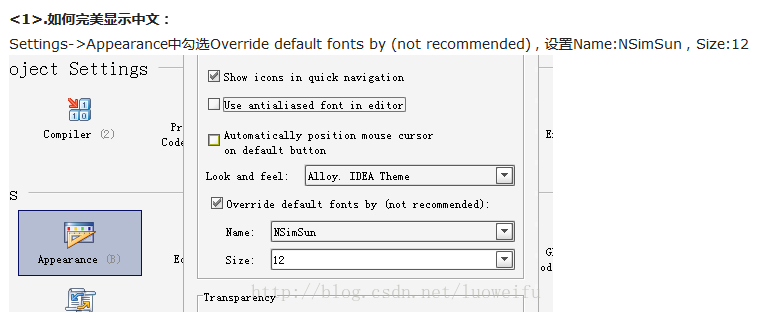 <1>.如何完美显示中文：
Settings->Appearance中勾选Override default fonts by (not recommended)，设置Name:NSimSun，Size:12
oject Settings
Show icons in quick navigation
Use antialiased font in editor
Compiler (2)
Pr
Code
Automatically position mouse cursor
on default button
E
Look and feel:
Alloy. IDEA Theme
s
Override default fonts by (not recommended):
Name:
NSimSun
Appearance (B)
Ec
Size:
12
G
od
Transparency
http://blog.csdn.net/luoweifu